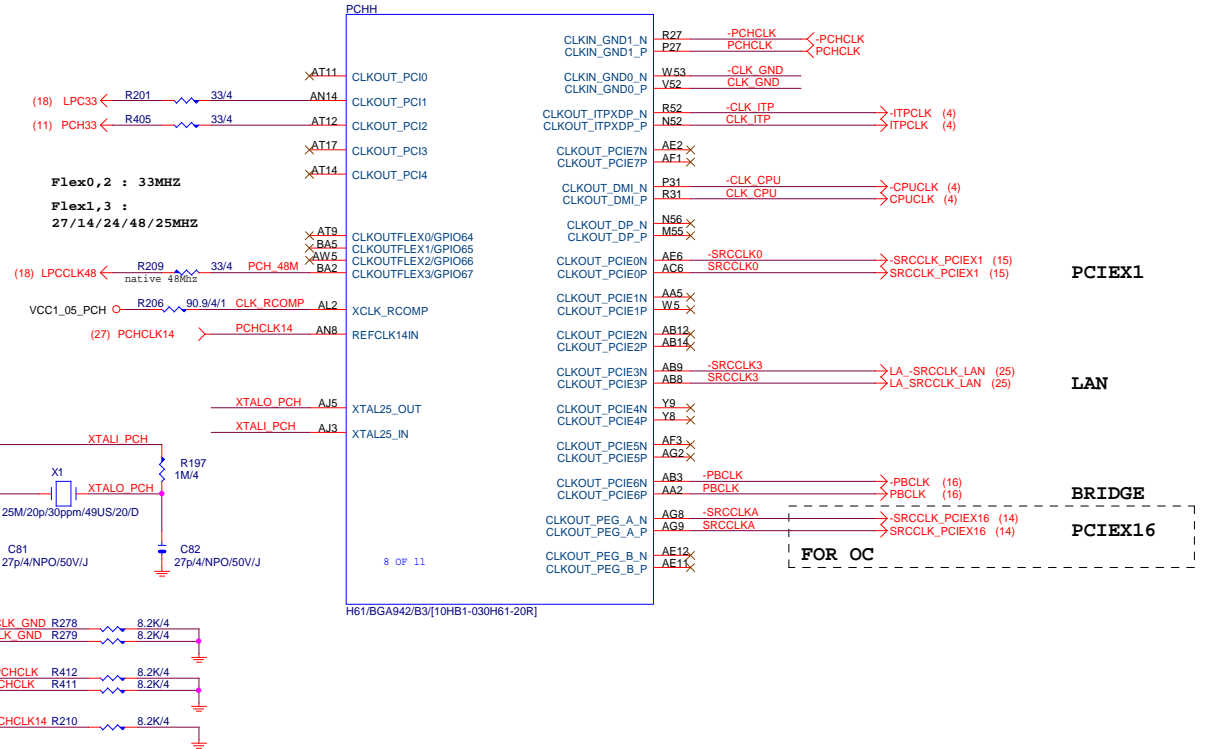 PCHH
CLKIN_GND1_N R27 -PCHCLK -PCHCLK
CLKIN_GND1_P P27 PCHCLK PCHCLK
AT11 CLKOUT_PCI0 CLKIN_GND0_N W53 -CLK_GND
CLKIN_GND0_P V52 CLK_GND
(18) LPC33 R201 33/4 AN14 CLKOUT_PCI1
CLKOUT_ITPXDP_N R52 -CLK_ITP -ITPCLK (4)
(11) PCH33 R405 33/4 AT12 CLKOUT_PCI2 CLKOUT_ITPXDP_P N52 CLK_ITP ITPCLK (4)
AT17 CLKOUT_PCI3 CLKOUT_PCIE7N AE2
CLKOUT_PCIE7P AF1
AT14 CLKOUT_PCI4
Flex0,2 : 33MHZ CLKOUT_DMI_N P31 -CLK_CPU -CPUCLK (4)
CLKOUT_DMI_P R31 CLK_CPU CPUCLK (4)
Flex1,3 :
27/14/24/48/25MHZ CLKOUT_DP_N N56
AT9 CLKOUTFLEX0/GPIO64 CLKOUT_DP_P M55
BA5 CLKOUTFLEX1/GPIO65
AW5 CLKOUTFLEX2/GPIO66 CLKOUT_PCIE0N AE6 -SRCCLK0 -SRCCLK_PCIEX1 (15)
(18) LPCCLK48 R209 33/4 PCH_48M BA2 CLKOUTFLEX3/GPIO67 CLKOUT_PCIE0P AC6 SRCCLK0 SRCCLK_PCIEX1 (15) PCIEX1
native 48Mhz
CLKOUT_PCIE1N AA5
VCC1_05_PCH R206 90.9/4/1 CLK_RCOMP AL2 XCLK_RCOMP CLKOUT_PCIE1P W5
(27) PCHCLK14 PCHCLK14 AN8 REFCLK14IN CLKOUT_PCIE2N AB12
CLKOUT_PCIE2P AB14
CLKOUT_PCIE3N AB9 -SRCCLK3 LA_-SRCCLK_LAN (25)
CLKOUT_PCIE3P AB8 SRCCLK3 LA_SRCCLK_LAN (25) LAN
XTALO_PCH AJ5 XTAL25_OUT CLKOUT_PCIE4N Y9
CLKOUT_PCIE4P Y8
XTALI_PCH AJ3 XTAL25_IN
XTALI_PCH CLKOUT_PCIE5N AF3
CLKOUT_PCIE5P AG2
R197
1M/4
X1 XTALO_PCH CLKOUT_PCIE6N AB3 -PBCLK -PBCLK (16)
CLKOUT_PCIE6P AA2 PBCLK PBCLK (16) BRIDGE
25M/20p/30ppm/49US/20/D
CLKOUT_PEG_A_N AG8 -SRCCLKA -SRCCLK_PCIEX16 (14)
CLKOUT_PEG_A_P AG9 SRCCLKA SRCCLK_PCIEX16 (14) PCIEX16
C81 C82 CLKOUT_PEG_B_N AE12 FOR OC
27p/4/NPO/50V/J 27p/4/NPO/50V/J 8 OF 11 CLKOUT_PEG_B_P AE11
H61/BGA942/B3/[10HB1-030H61-20R]
CLK_GND R278 8.2K/4
LK_GND R279 8.2K/4
PCHCLK R412 8.2K/4
CHCLK R411 8.2K/4
CHCLK14 R210 8.2K/4